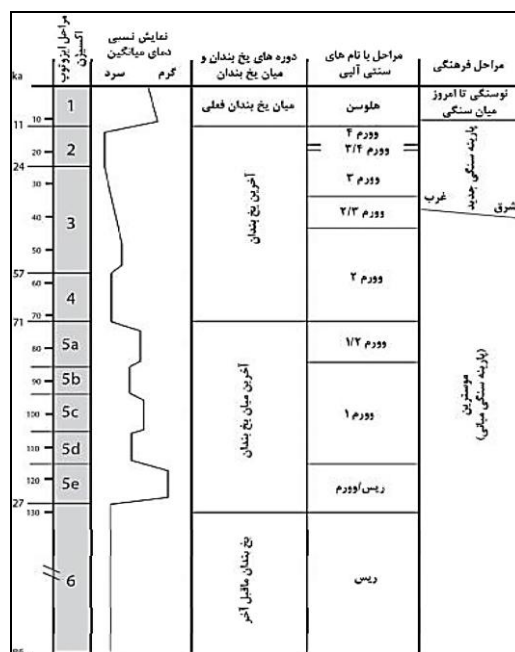 مراحل ایزوتوپ اکسیژن
نمایش نسبی
دمای میانگین
سرد گرم
دوره های یخ بندان و
میان یخ بندان
مراحل با نام های
سنتی آلپی
مراحل فرهنگی
ka
10
11
20
24
30
40
50
57
60
70
71
80
90
100
110
120
27
130
1
2
3
4
5a
5b
5c
5d
5e
6
میان یخ بندان فعلی
آخرین یخ بندان
آخرین میان یخ بندان
یخ بندان ماقبل آخر
هلوسن
وورم ۴
وورم ۳/۴
وورم ۳
وورم ۲/۳
وورم ۲
وورم ۱/۲
وورم ۱
ریس/وورم
ریس
نوسنگی تا امروز
میان سنگی
پارینه سنگی جدید
غرب
شرق
موسترین
(پارینه سنگی میانی)